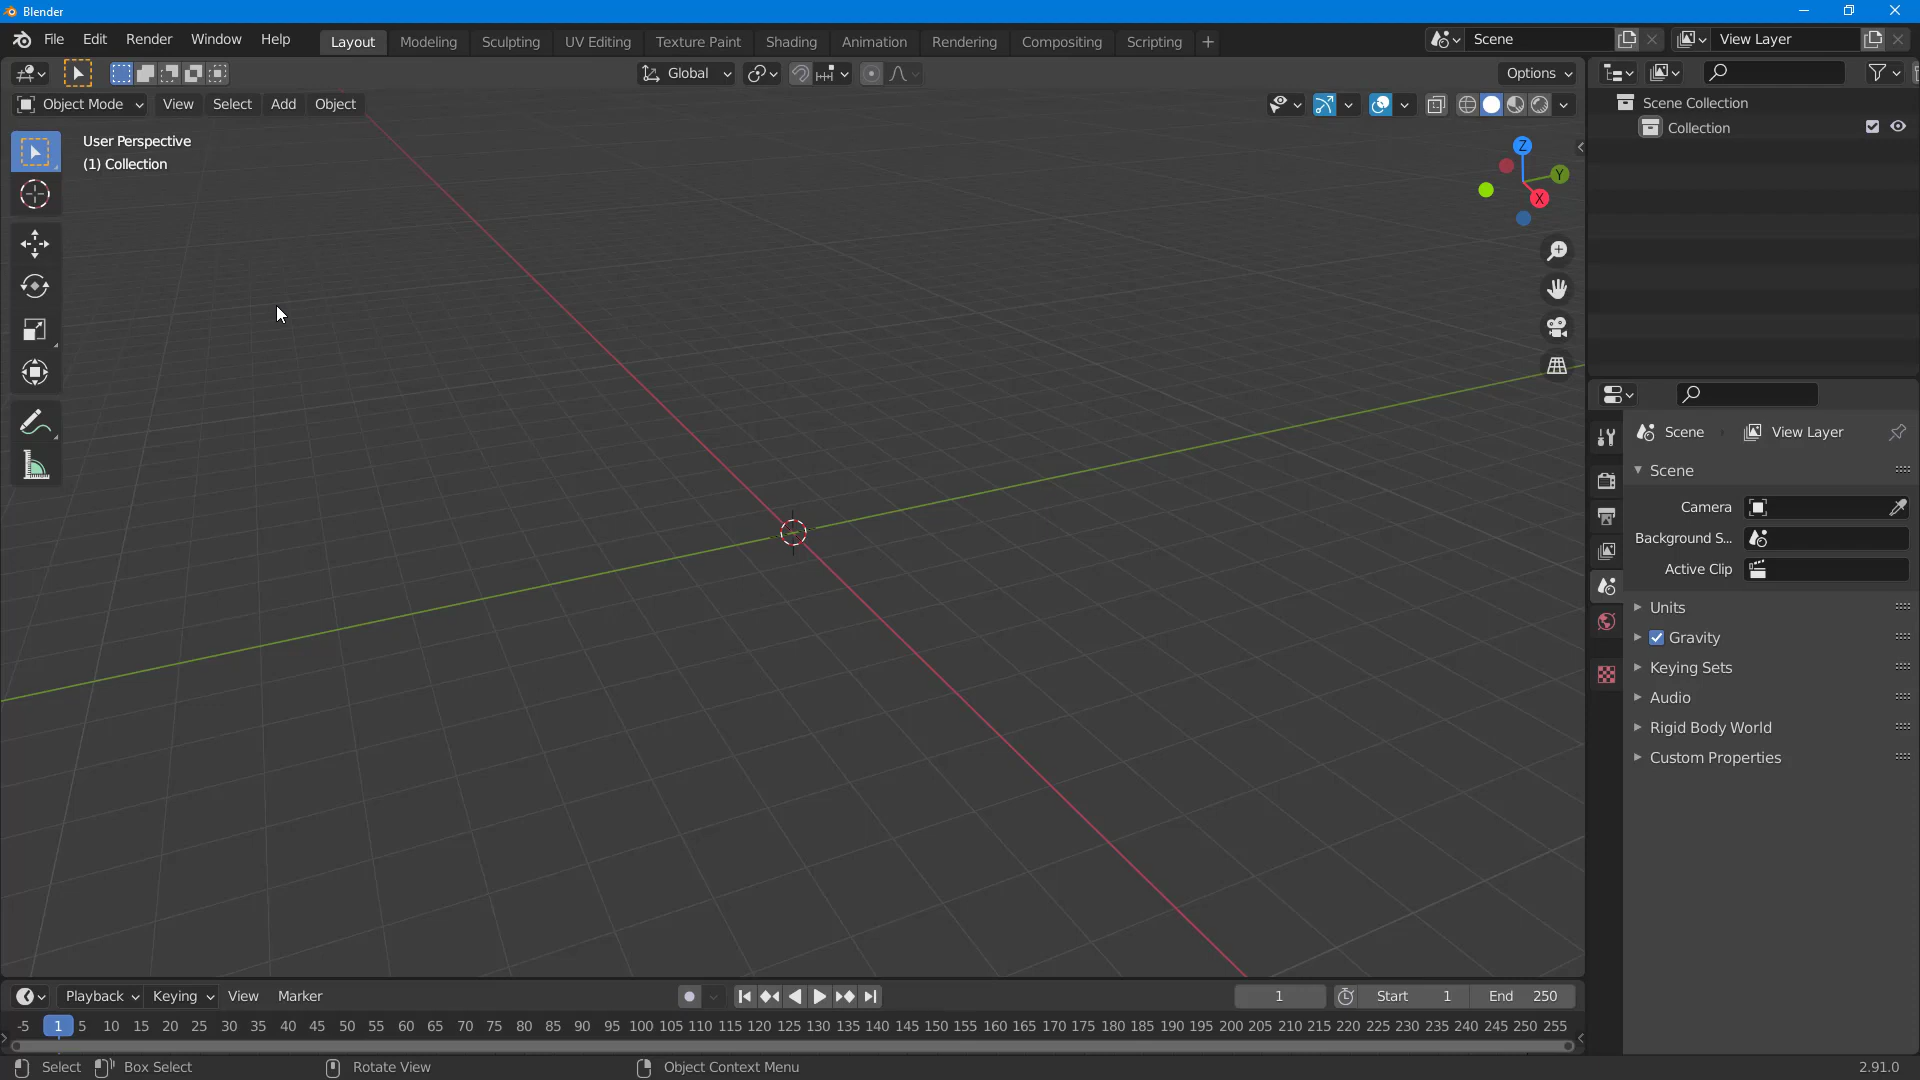 Blender
File Edit Render Window Help Layout Modeling Sculpting UV Editing Texture Paint Shading Animation Rendering Compositing Scripting + Scene View Layer
Global Options
Object Mode View Select Add Object
User Perspective
(1) Collection
Z
Y
X
Scene Collection
Collection
Scene View Layer
Scene
Camera
Background S...
Active Clip
Units
Gravity
Keying Sets
Audio
Rigid Body World
Custom Properties
Playback Keying View Marker 1 Start 1 End 250
-5 1 5 10 15 20 25 30 35 40 45 50 55 60 65 70 75 80 85 90 95 100 105 110 115 120 125 130 135 140 145 150 155 160 165 170 175 180 185 190 195 200 205 210 215 220 225 230 235 240 245 250 255
Select Box Select Rotate View Object Context Menu 2.91.0